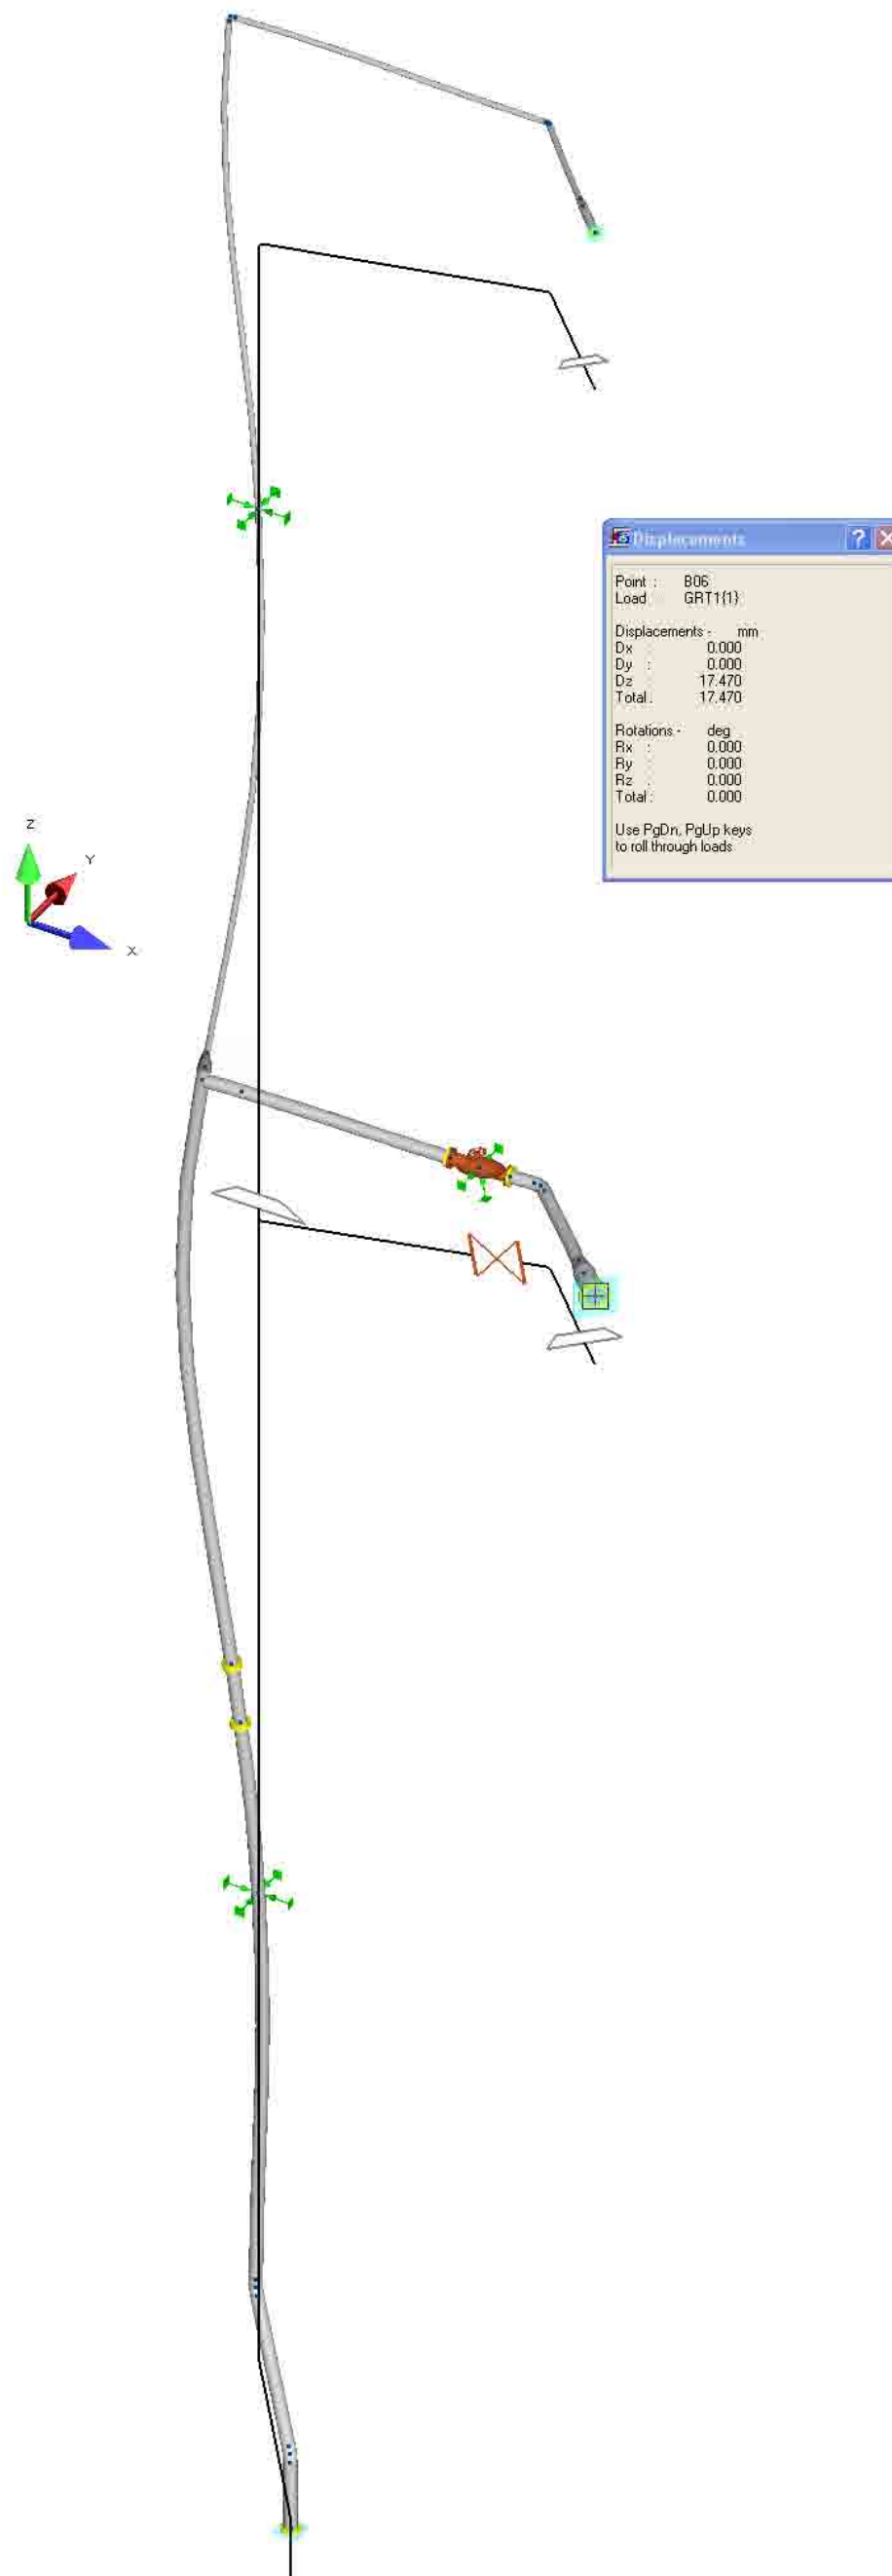 Displacements
Point : B06
Load GRT1{1}
Displacements - mm
Dx : 0.000
Dy : 0.000
Dz : 17.470
Total : 17.470
Rotations - deg
Rx : 0.000
Ry : 0.000
Rz : 0.000
Total : 0.000
Use PgDn, PgUp keys
to roll through loads
Z
Y
X